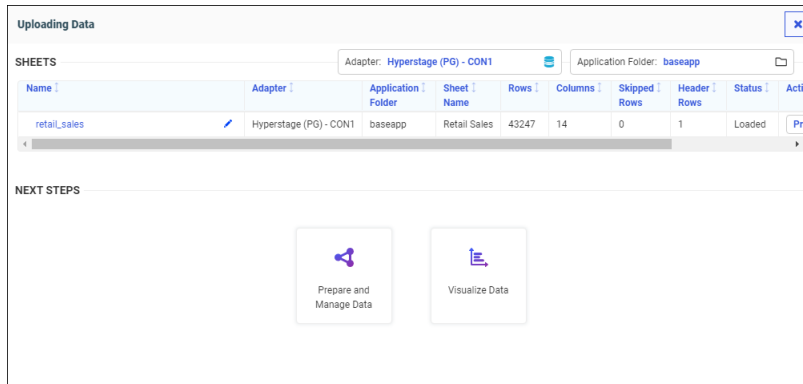 Uploading Data
SHEETS
Adapter: Hyperstage (PG) - CON1
Application Folder: baseapp
Name Adapter Application Folder Sheet Name Rows Columns Skipped Rows Header Rows Status Acti
retail_sales Hyperstage (PG) - CON1 baseapp Retail Sales 43247 14 0 1 Loaded Pr
NEXT STEPS
Prepare and
Manage Data
Visualize Data